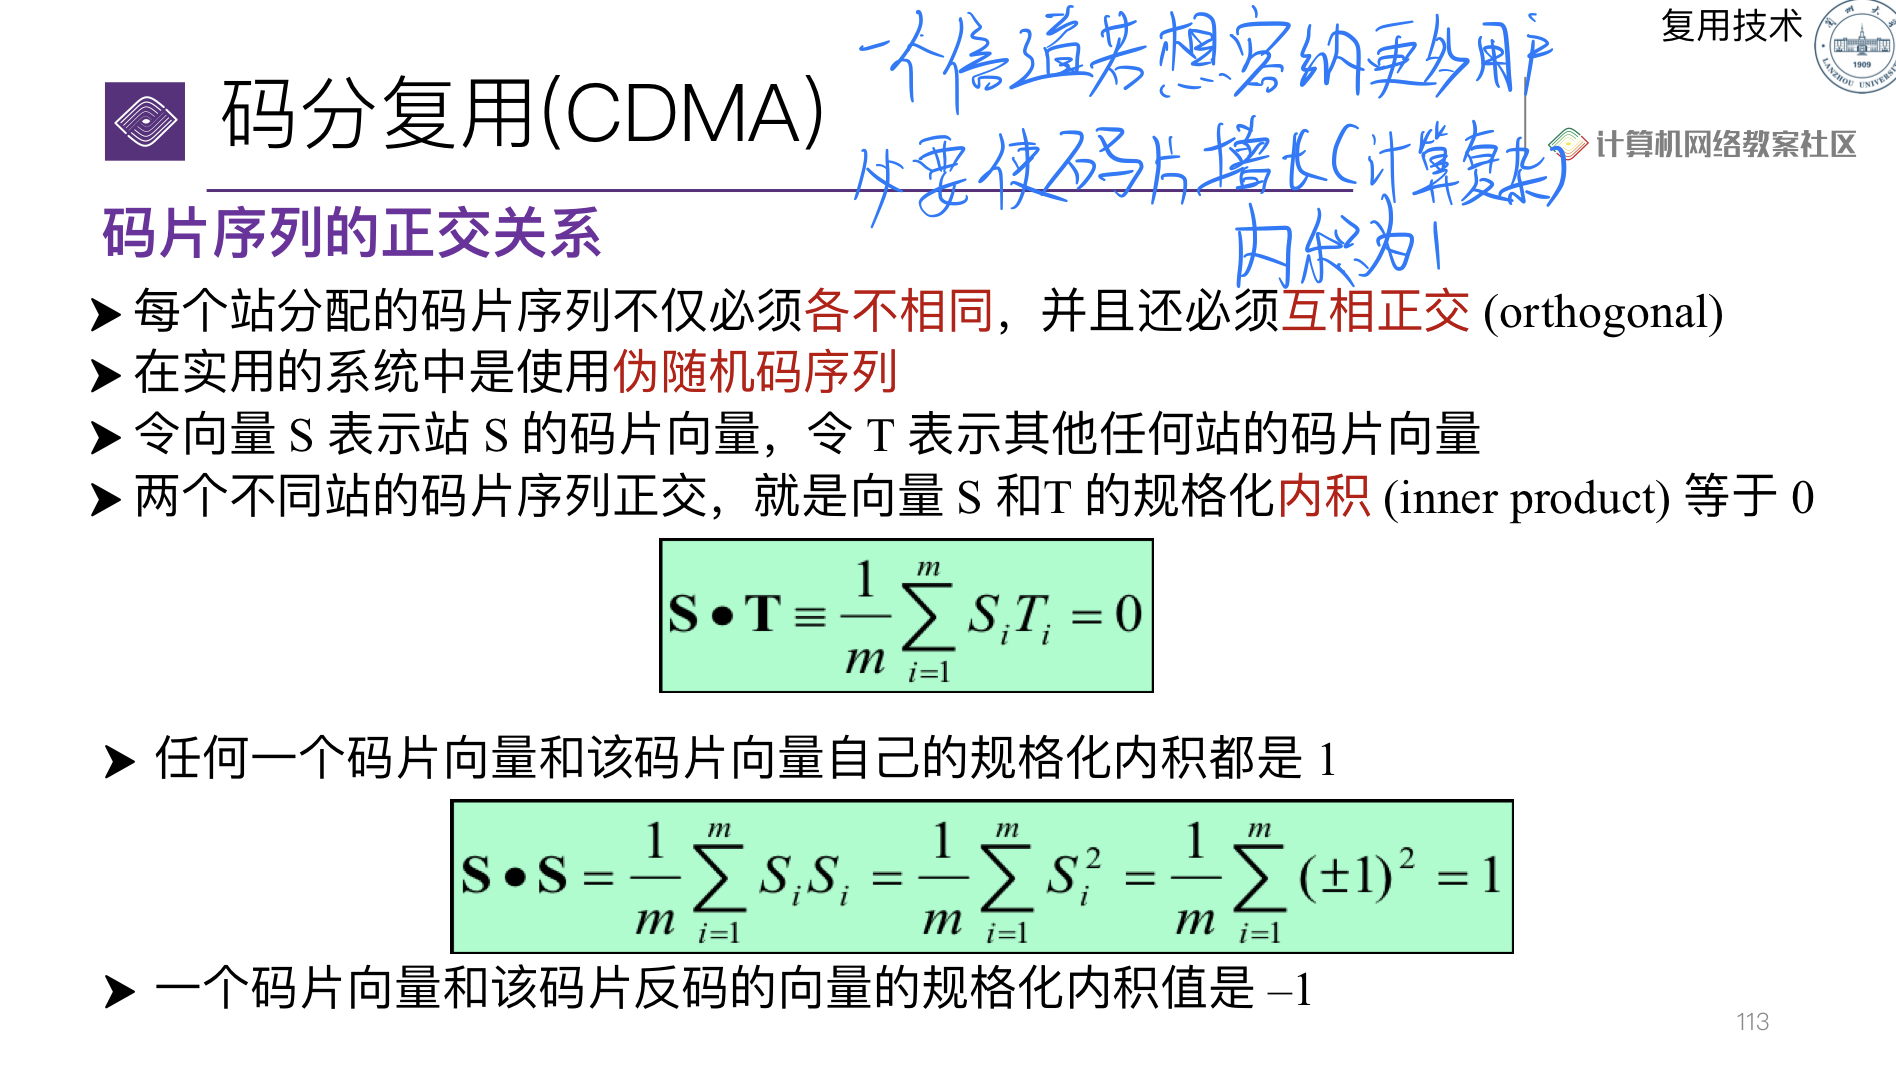 复用技术
1909
LANZHOU UNIVERSITY
码分复用(CDMA)
一个信道若想容纳更多用户
必要使码片增长(计算复杂)
内积为1
计算机网络教案社区
码片序列的正交关系
➤ 每个站分配的码片序列不仅必须各不相同，并且还必须互相正交 (orthogonal)
➤ 在实用的系统中是使用伪随机码序列
➤ 令向量 S 表示站 S 的码片向量，令 T 表示其他任何站的码片向量
➤ 两个不同站的码片序列正交，就是向量 S 和T 的规格化内积 (inner product) 等于 0
S • T ≡ \frac{1}{m} \sum_{i=1}^{m} S_i T_i = 0
➤ 任何一个码片向量和该码片向量自己的规格化内积都是 1
S • S = \frac{1}{m} \sum_{i=1}^{m} S_i S_i = \frac{1}{m} \sum_{i=1}^{m} S_i^2 = \frac{1}{m} \sum_{i=1}^{m} (±1)^2 = 1
➤ 一个码片向量和该码片反码的向量的规格化内积值是 –1
113